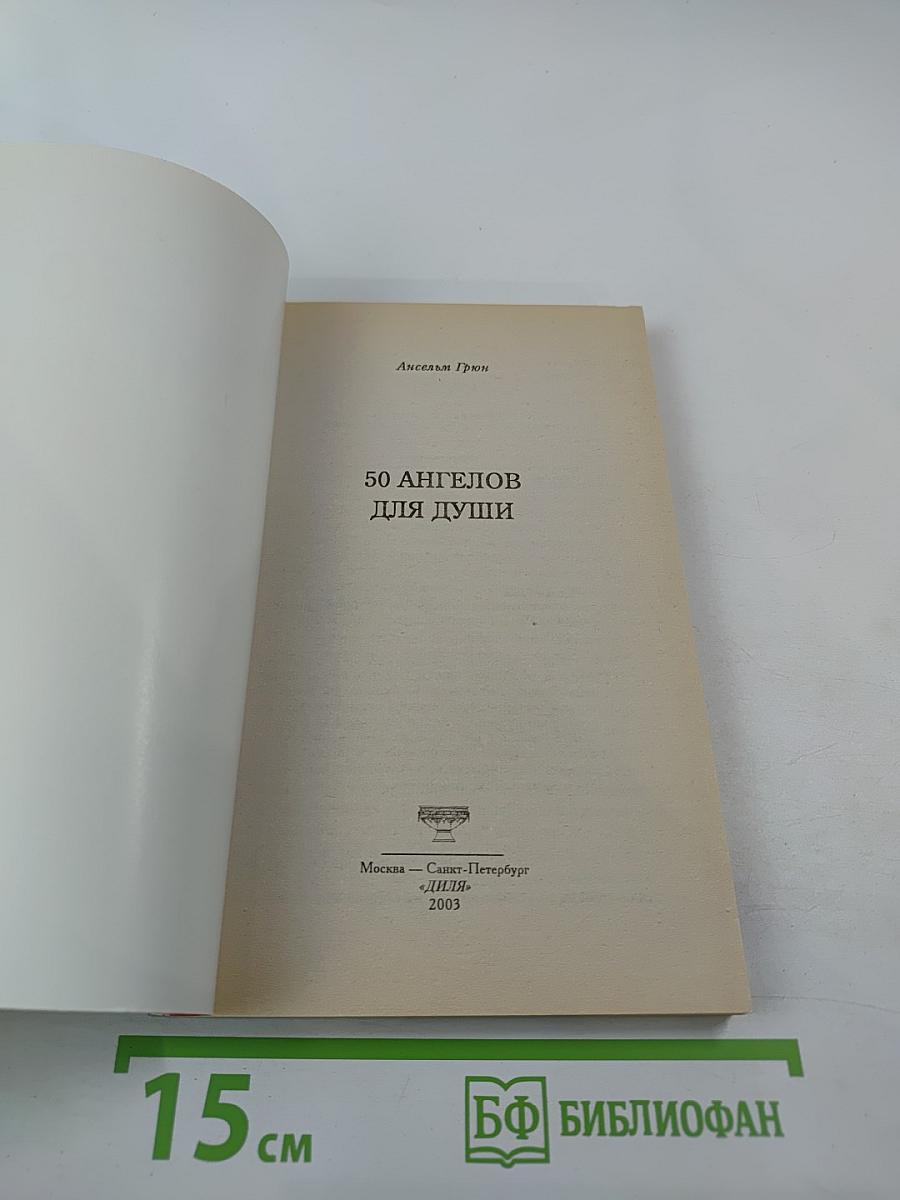 Ансельм Грюн
50 АНГЕЛОВ
ДЛЯ ДУШИ
Москва — Санкт-Петербург
«ДИЛЯ»
2003
15 см
БФ БИБЛИОФАН